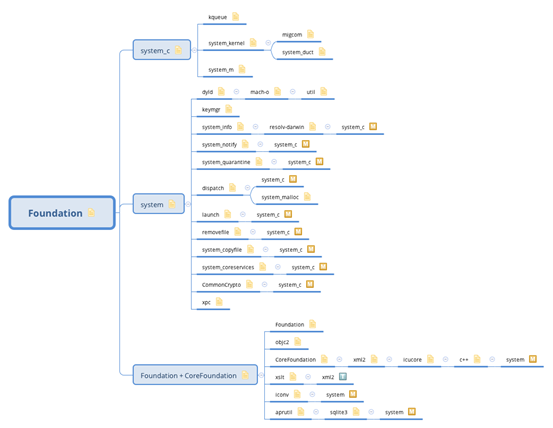 Foundation
system_c
kqueue
system_kernel
migcom
system_duct
system_m
system
dyld mach-o util
keymgr
system_info resolv-darwin system_c
system_notify system_c
system_quarantine system_c
dispatch
system_c
system_malloc
launch system_c
removefile system_c
system_copyfile system_c
system_coreservices system_c
CommonCrypto system_c
xpc
Foundation + CoreFoundation
Foundation
objc2
CoreFoundation xml2 icucore c++ system
xslt xml2
iconv system
aprutil sqlite3 system